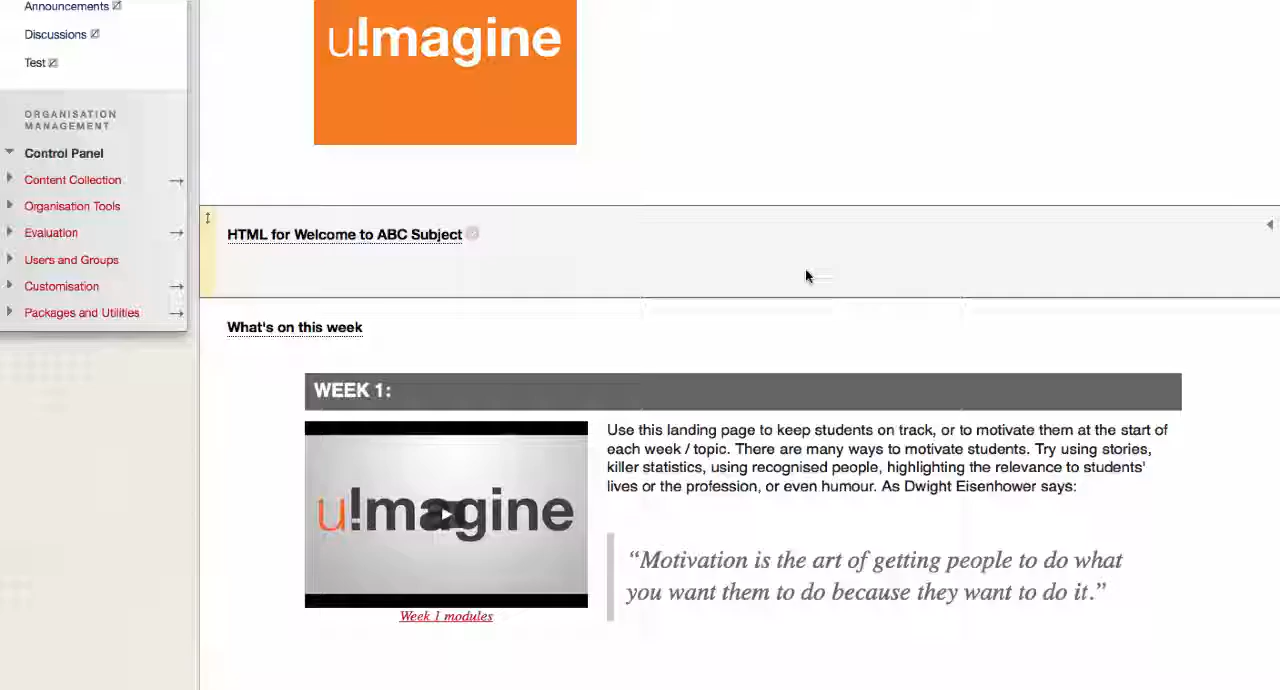 Announcements
Discussions
Test
ORGANISATION
MANAGEMENT
Control Panel
Content Collection
Organisation Tools
Evaluation
Users and Groups
Customisation
Packages and Utilities
u!magine
HTML for Welcome to ABC Subject
What's on this week
WEEK 1:
u!magine
Week 1 modules
Use this landing page to keep students on track, or to motivate them at the start of
each week / topic. There are many ways to motivate students. Try using stories,
killer statistics, using recognised people, highlighting the relevance to students'
lives or the profession, or even humour. As Dwight Eisenhower says:
“Motivation is the art of getting people to do what
you want them to do because they want to do it.”